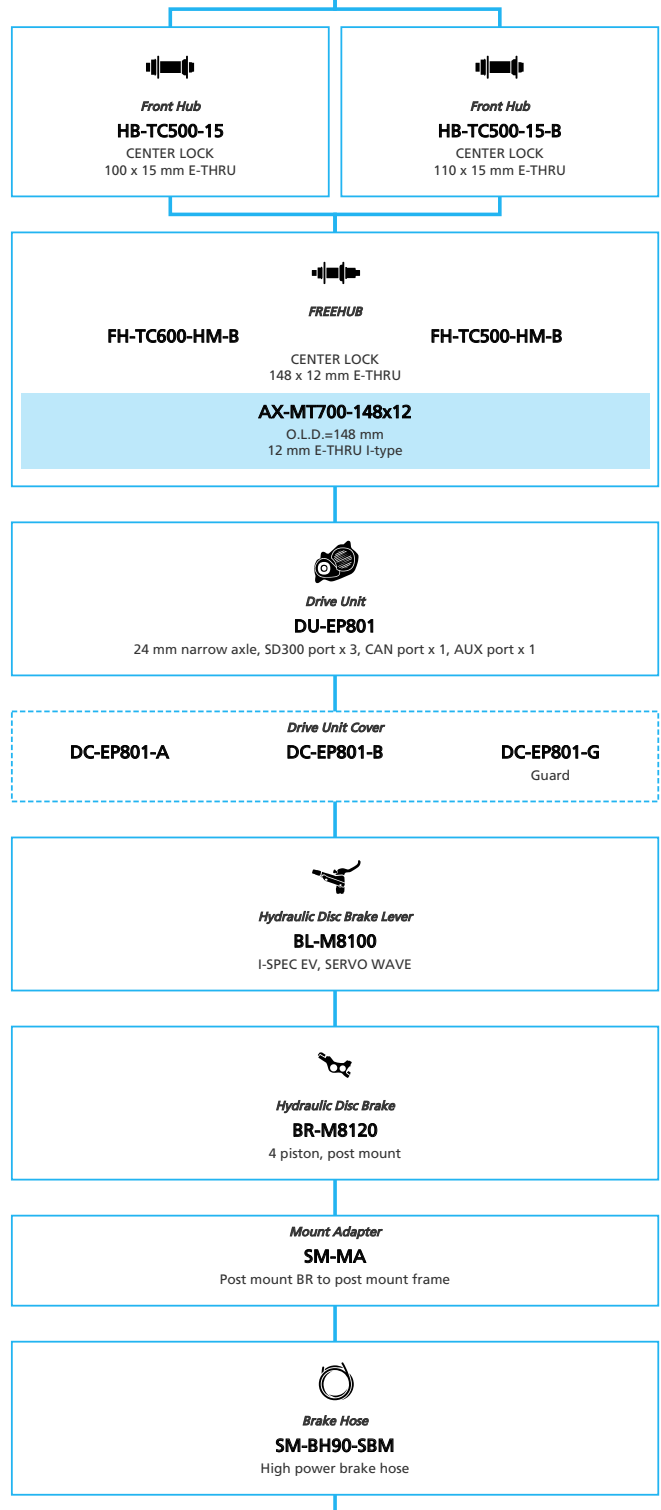 Front Hub
HB-TC500-15
CENTER LOCK
100 x 15 mm E-THRU
Front Hub
HB-TC500-15-B
CENTER LOCK
110 x 15 mm E-THRU
FREEHUB
FH-TC600-HM-B
FH-TC500-HM-B
CENTER LOCK
148 x 12 mm E-THRU
AX-MT700-148x12
O.L.D.=148 mm
12 mm E-THRU I-type
Drive Unit
DU-EP801
24 mm narrow axle, SD300 port x 3, CAN port x 1, AUX port x 1
Drive Unit Cover
DC-EP801-A
DC-EP801-B
DC-EP801-G
Guard
Hydraulic Disc Brake Lever
BL-M8100
I-SPEC EV, SERVO WAVE
Hydraulic Disc Brake
BR-M8120
4 piston, post mount
Mount Adapter
SM-MA
Post mount BR to post mount frame
Brake Hose
SM-BH90-SBM
High power brake hose